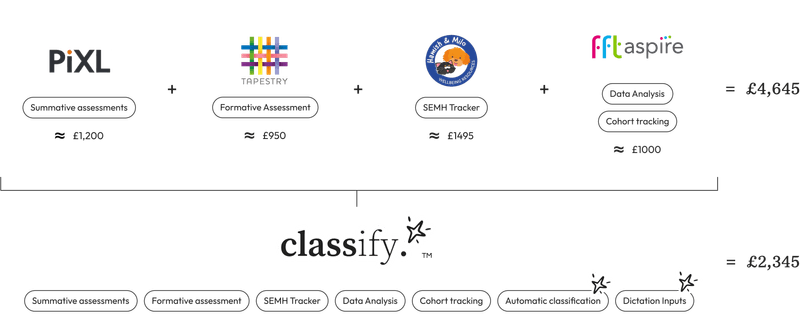 PiXL
TAPESTRY
Hamish & Milo
WELLBEING RESOURCES
fft aspire
Summative assessments
+
Formative Assessment
+
SEMH Tracker
+
Data Analysis
Cohort tracking
= £4,645
≈ £1,200
≈ £950
≈ £1495
≈ £1000
classify.™
= £2,345
Summative assessments
Formative assessment
SEMH Tracker
Data Analysis
Cohort tracking
Automatic classification
Dictation Inputs